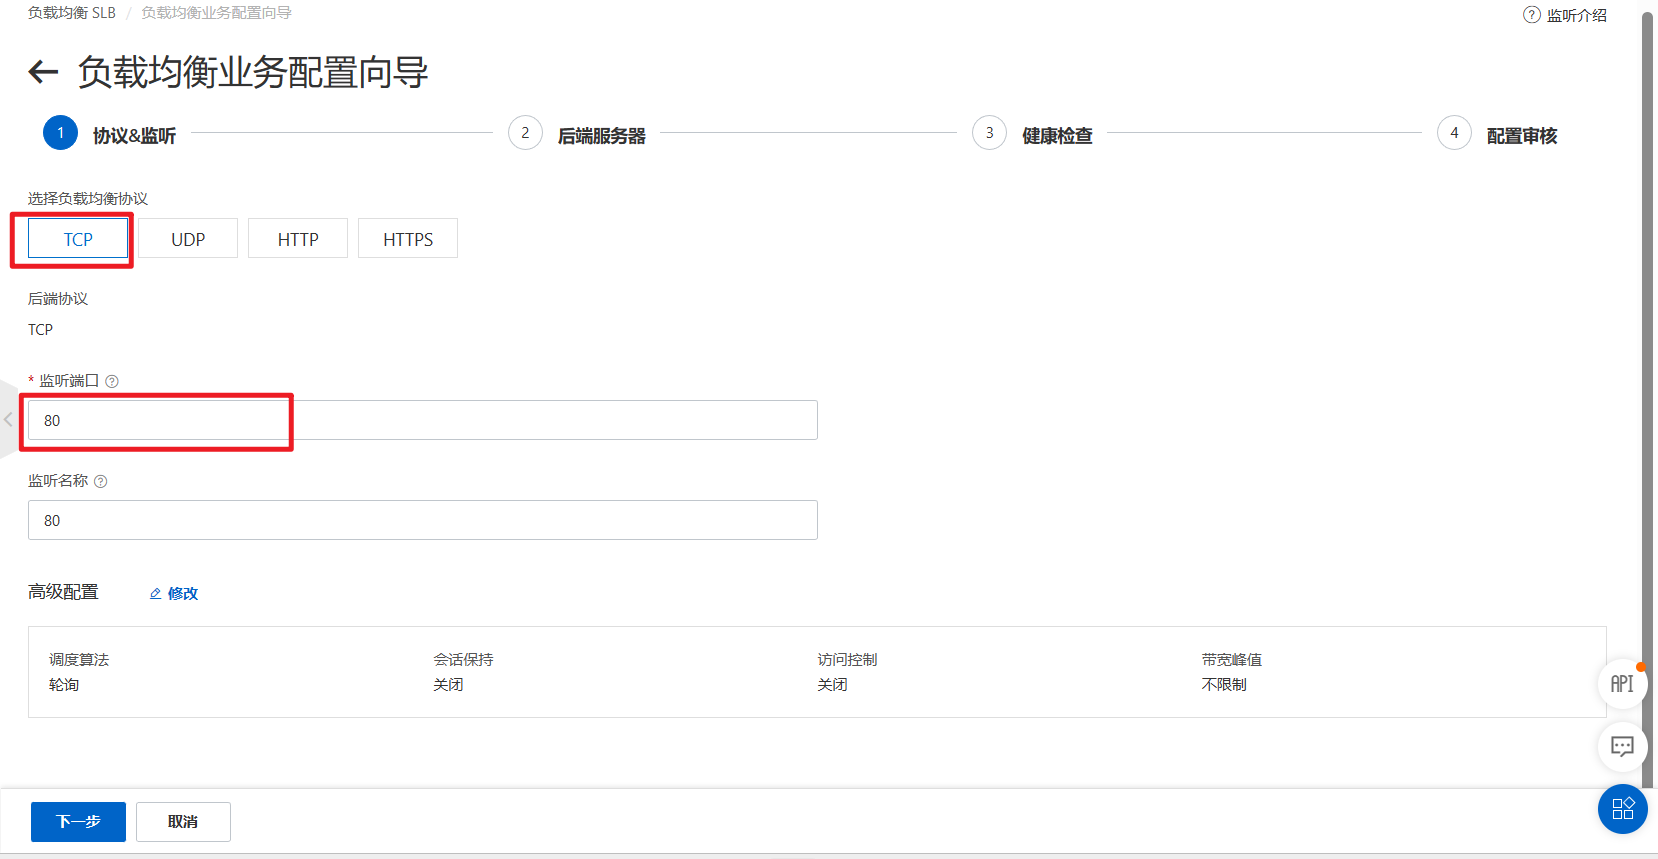 负载均衡 SLB / 负载均衡业务配置向导
? 监听介绍
← 负载均衡业务配置向导
1 协议&监听
2 后端服务器
3 健康检查
4 配置审核
选择负载均衡协议
TCP UDP HTTP HTTPS
后端协议
TCP
* 监听端口 ?
80
监听名称 ?
80
高级配置 修改
调度算法 会话保持 访问控制 带宽峰值
轮询 关闭 关闭 不限制
API
下一步 取消